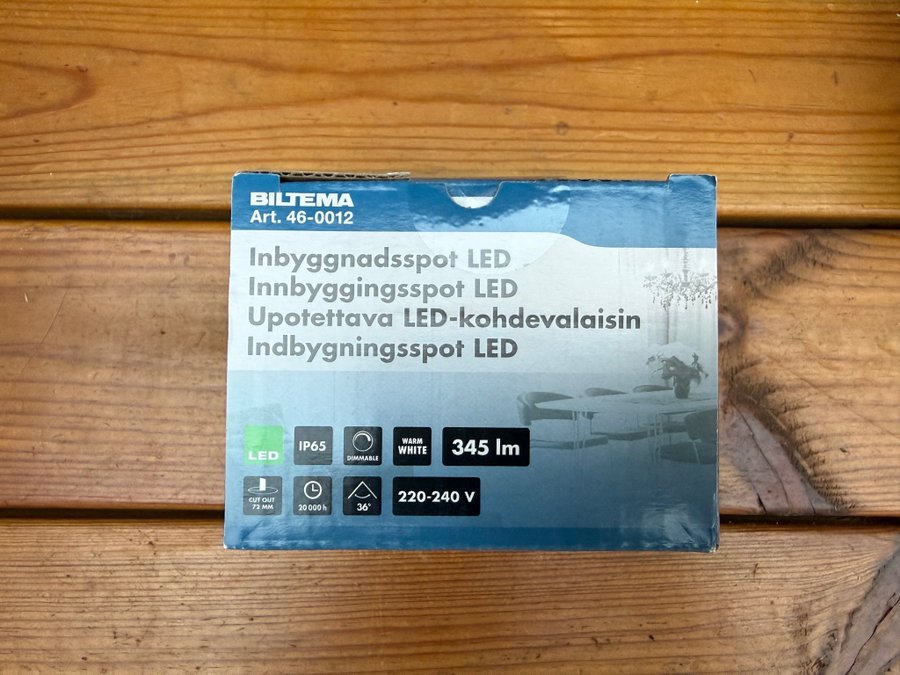 BILTEMA
Art. 46-0012
Inbyggnadsspot LED
Innbyggingsspot LED
Upotettava LED-kohdevalaisin
Indbygningsspot LED
LED
IP65
DIMMABLE
WARM
WHITE
345 lm
CUT OUT
72 MM
20 000 h
36°
220-240 V